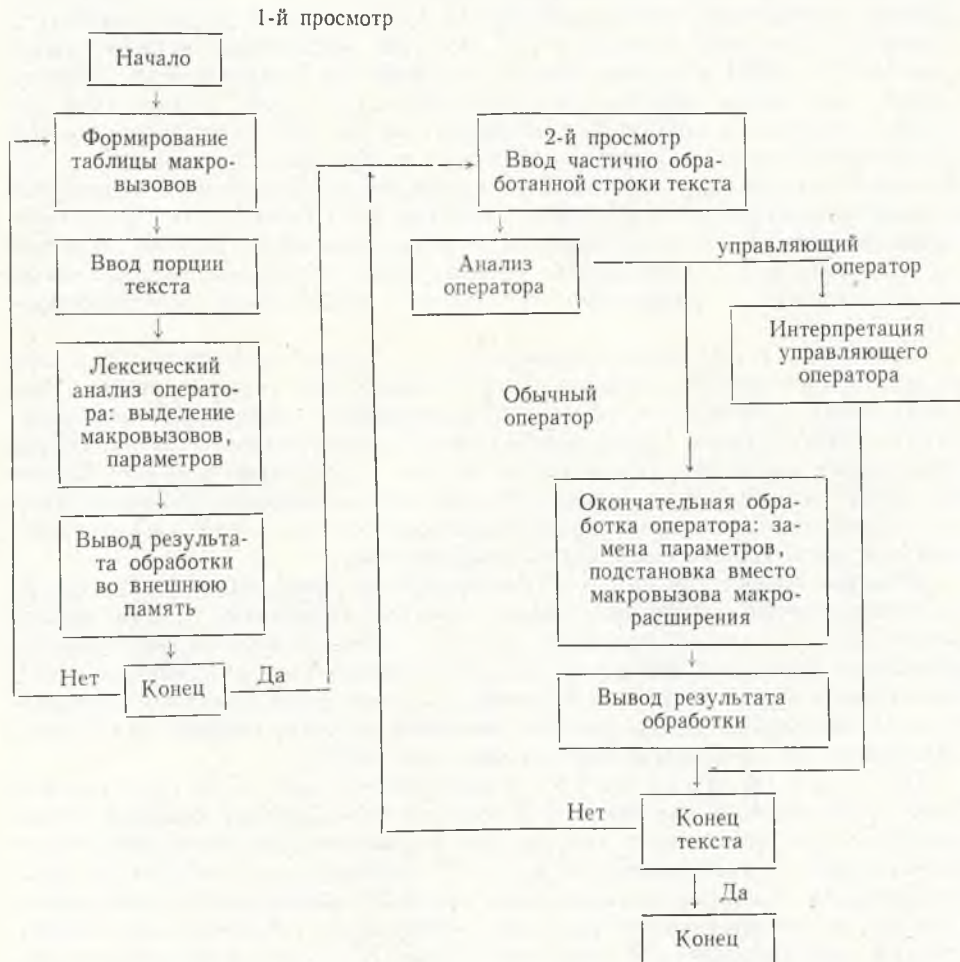 1-й просмотр
Начало
Формирование
таблицы макро-
вызовов
Ввод порции
текста
Лексический
анализ операто-
ра: выделение
макровызовов,
параметров
Вывод результа-
та обработки
во внешнюю
память
Нет
Конец
Да
2-й просмотр
Ввод частично обра-
ботанной строки текста
Анализ
оператора
управляющий
оператор
Интерпретация
управляющего
оператора
Обычный
оператор
Окончательная обра-
ботка оператора: за-
мена параметров,
подстановка вместо
макровызова макро-
расширения
Вывод результата
обработки
Нет
Конец
текста
Да
Конец